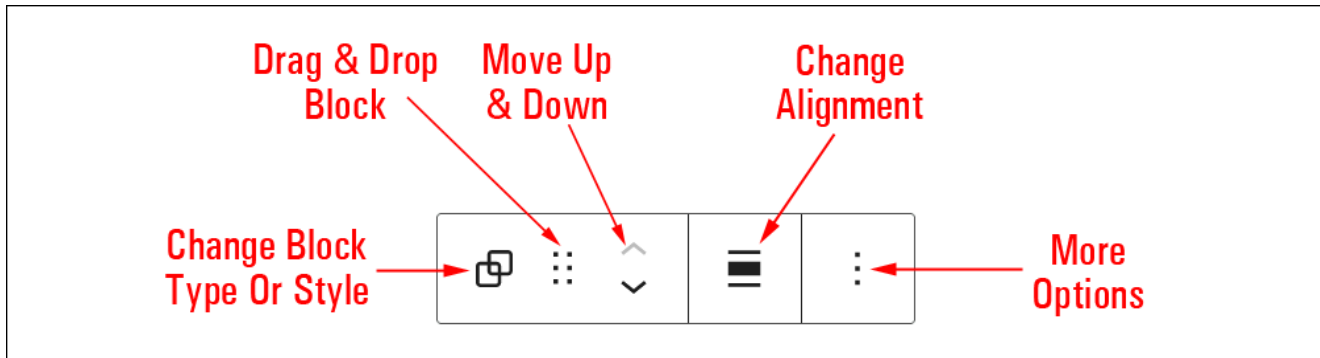 Drag & Drop
Block
Move Up
& Down
Change
Alignment
Change Block
Type Or Style
More
Options